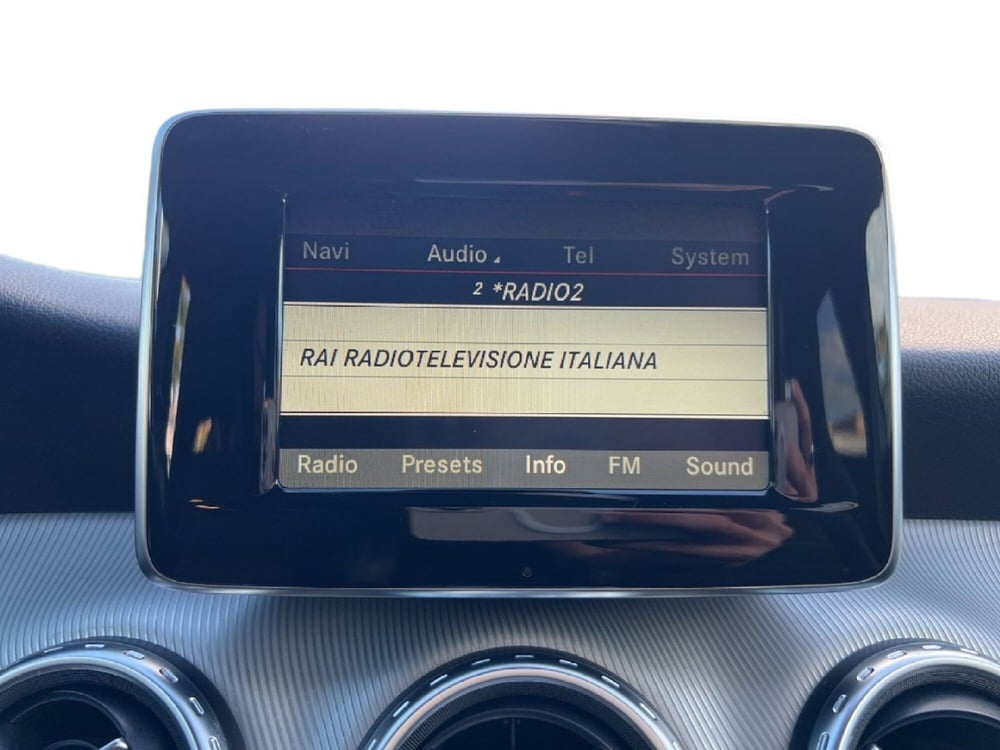 Navi Audio Tel System
2 *RADIO2
RAI RADIOTELEVISIONE ITALIANA
Radio Presets Info FM Sound